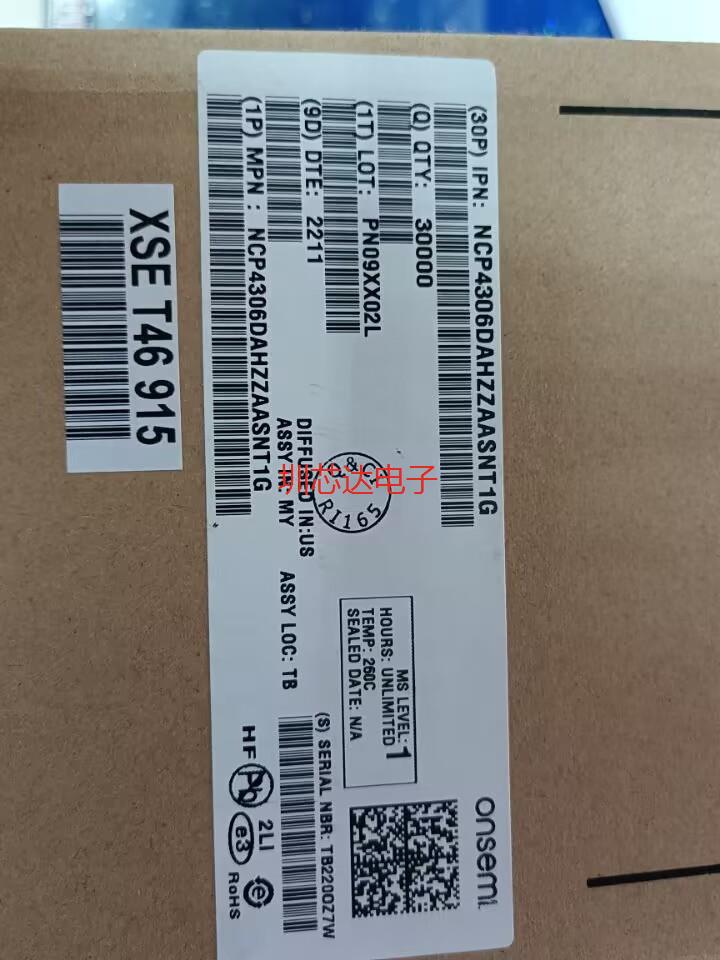 (30P) IPN: NCP4306DAHZZAASNT1G
(Q) QTY: 30000
(1T) LOT: PN09XX02L
(9D) DTE: 2211
(1P) MPN : NCP4306DAHZZAASNT1G
DIFFUSED IN:US
ASSY IN: MY
ASSY LOC: TB
RI165
MS LEVEL: 1
HOURS: UNLIMITED
TEMP: 260C
SEALED DATE: N/A
(S) SERIAL NBR: TB220QZ7W
onsemi
HF Pb 2LI e
e3 RoHS
XSE T46 915
圳芯达电子